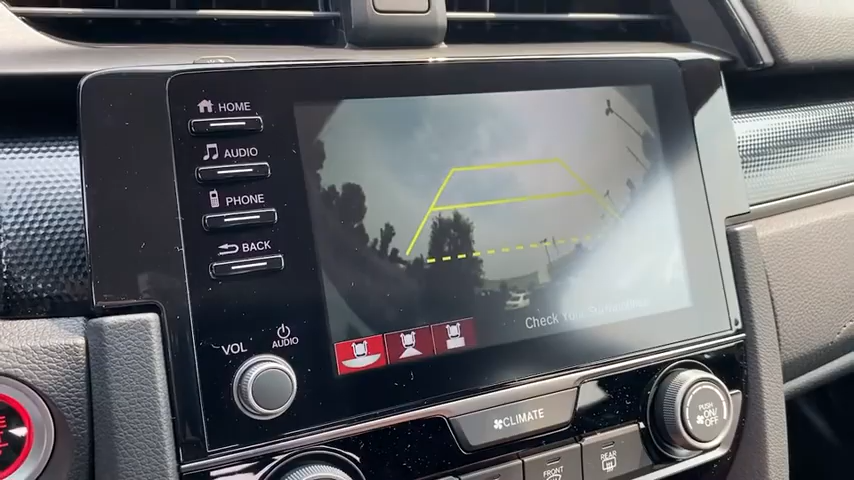 HOME
AUDIO
PHONE
BACK
VOL
AUDIO
Check Your Surroundings
CLIMATE
PUSH
ON
OFF
FRONT
REAR